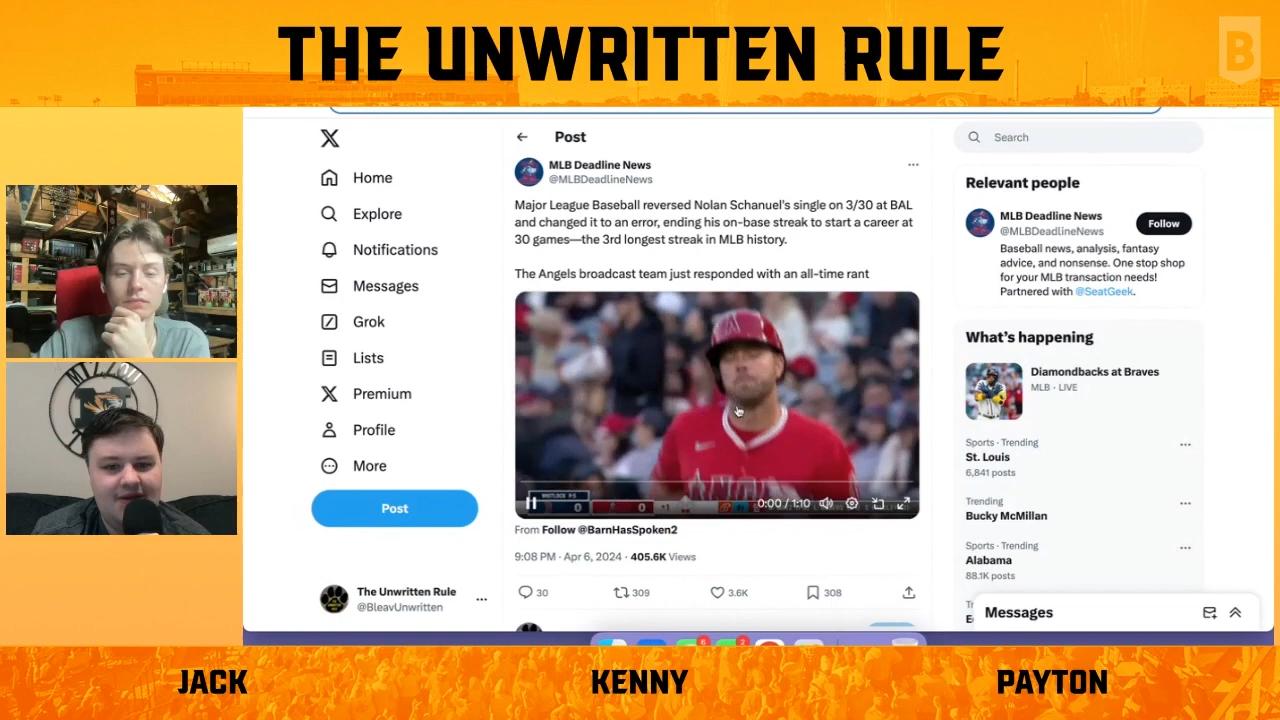 THE UNWRITTEN RULE
B
Post
Search
MLB Deadline News
@MLBDeadlineNews
Major League Baseball reversed Nolan Schanuel's single on 3/30 at BAL
and changed it to an error, ending his on-base streak to start a career at
30 games—the 3rd longest streak in MLB history.
The Angels broadcast team just responded with an all-time rant
0:00 / 1:10
WHITLOCK
0
0
ANGELS
From Follow @BarnHasSpoken2
9:08 PM · Apr 6, 2024 · 405.6K Views
30
309
3.6K
308
Home
Explore
Notifications
Messages
Grok
Lists
Premium
Profile
More
Post
The Unwritten Rule
@BleavUnwritten
Relevant people
MLB Deadline News
@MLBDeadlineNews
Follow
Baseball news, analysis, fantasy
advice, and nonsense. One stop
shop for your MLB transaction needs!
Partnered with @SeatGeek.
What's happening
Diamondbacks at Braves
MLB · LIVE
Sports · Trending
St. Louis
6,841 posts
Trending
Bucky McMillan
Sports · Trending
Alabama
88.1K posts
Messages
6
2
MIZZOU
JACK
KENNY
PAYTON